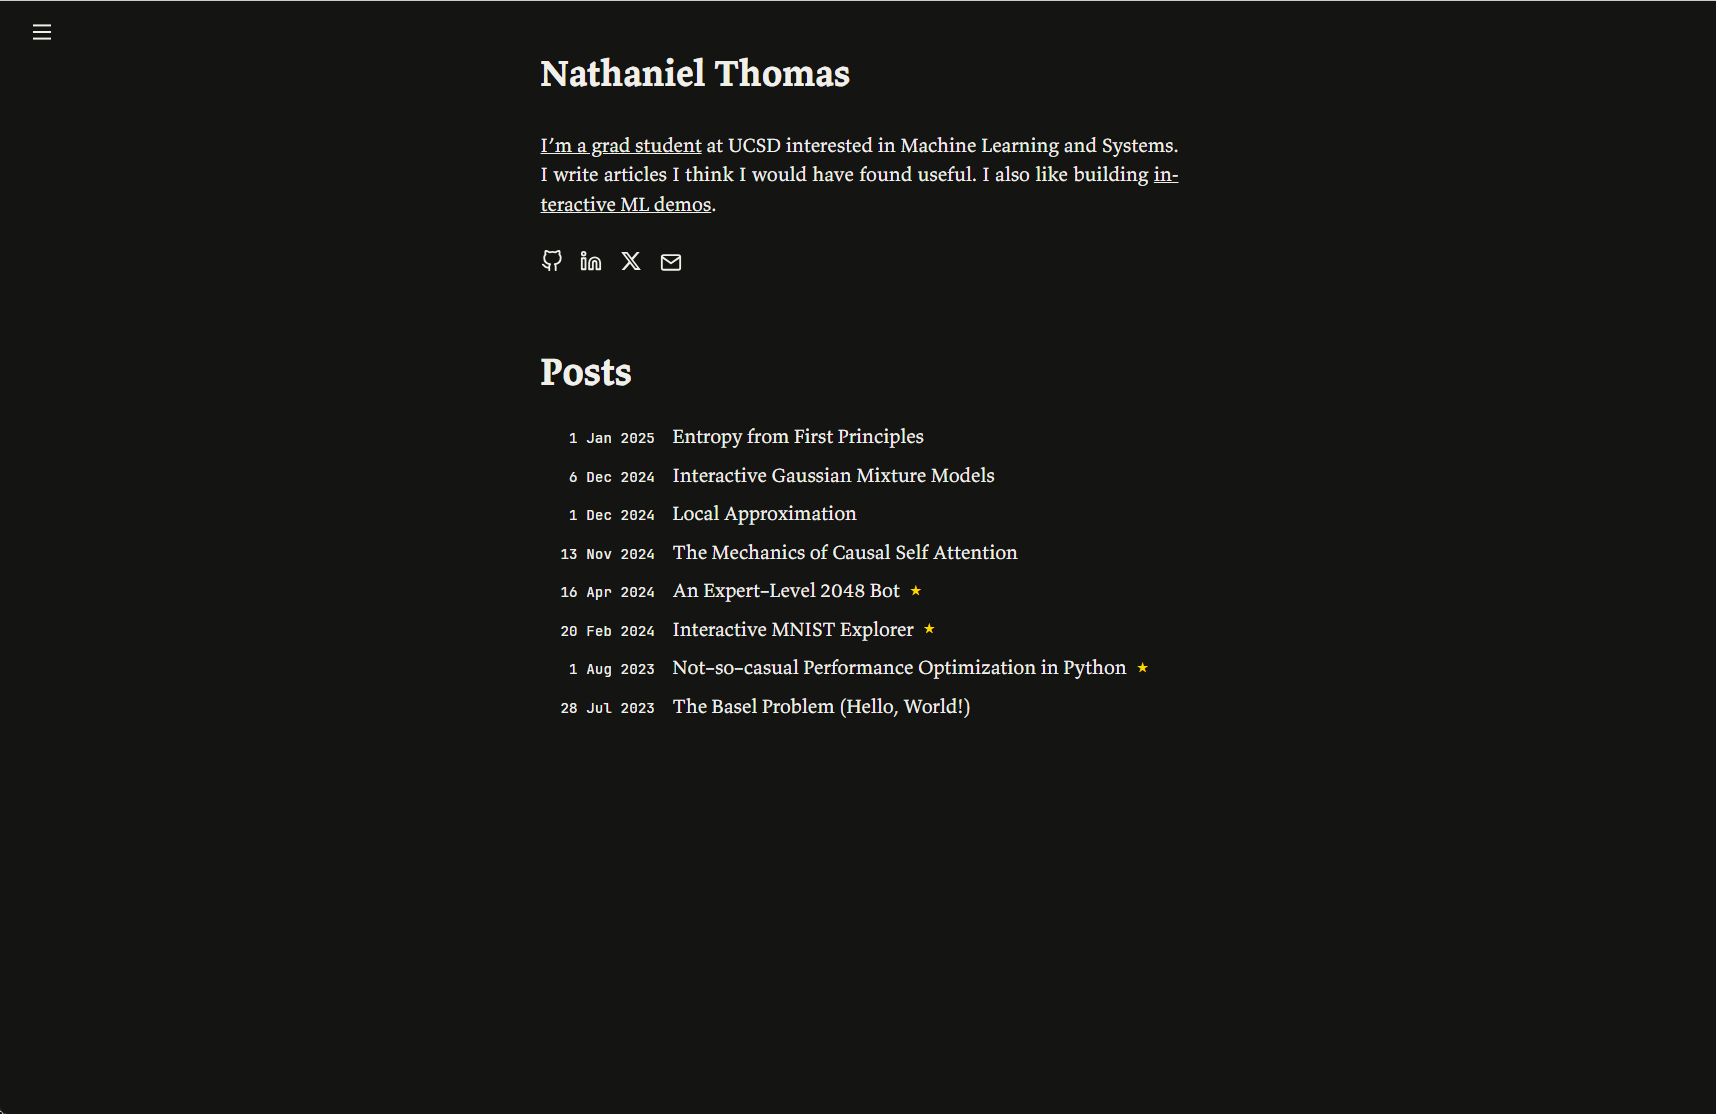 Nathaniel Thomas
I’m a grad student at UCSD interested in Machine Learning and Systems.
I write articles I think I would have found useful. I also like building in-
teractive ML demos.
Posts
1 Jan 2025 Entropy from First Principles
6 Dec 2024 Interactive Gaussian Mixture Models
1 Dec 2024 Local Approximation
13 Nov 2024 The Mechanics of Causal Self Attention
16 Apr 2024 An Expert-Level 2048 Bot ★
20 Feb 2024 Interactive MNIST Explorer ★
1 Aug 2023 Not-so-casual Performance Optimization in Python ★
28 Jul 2023 The Basel Problem (Hello, World!)